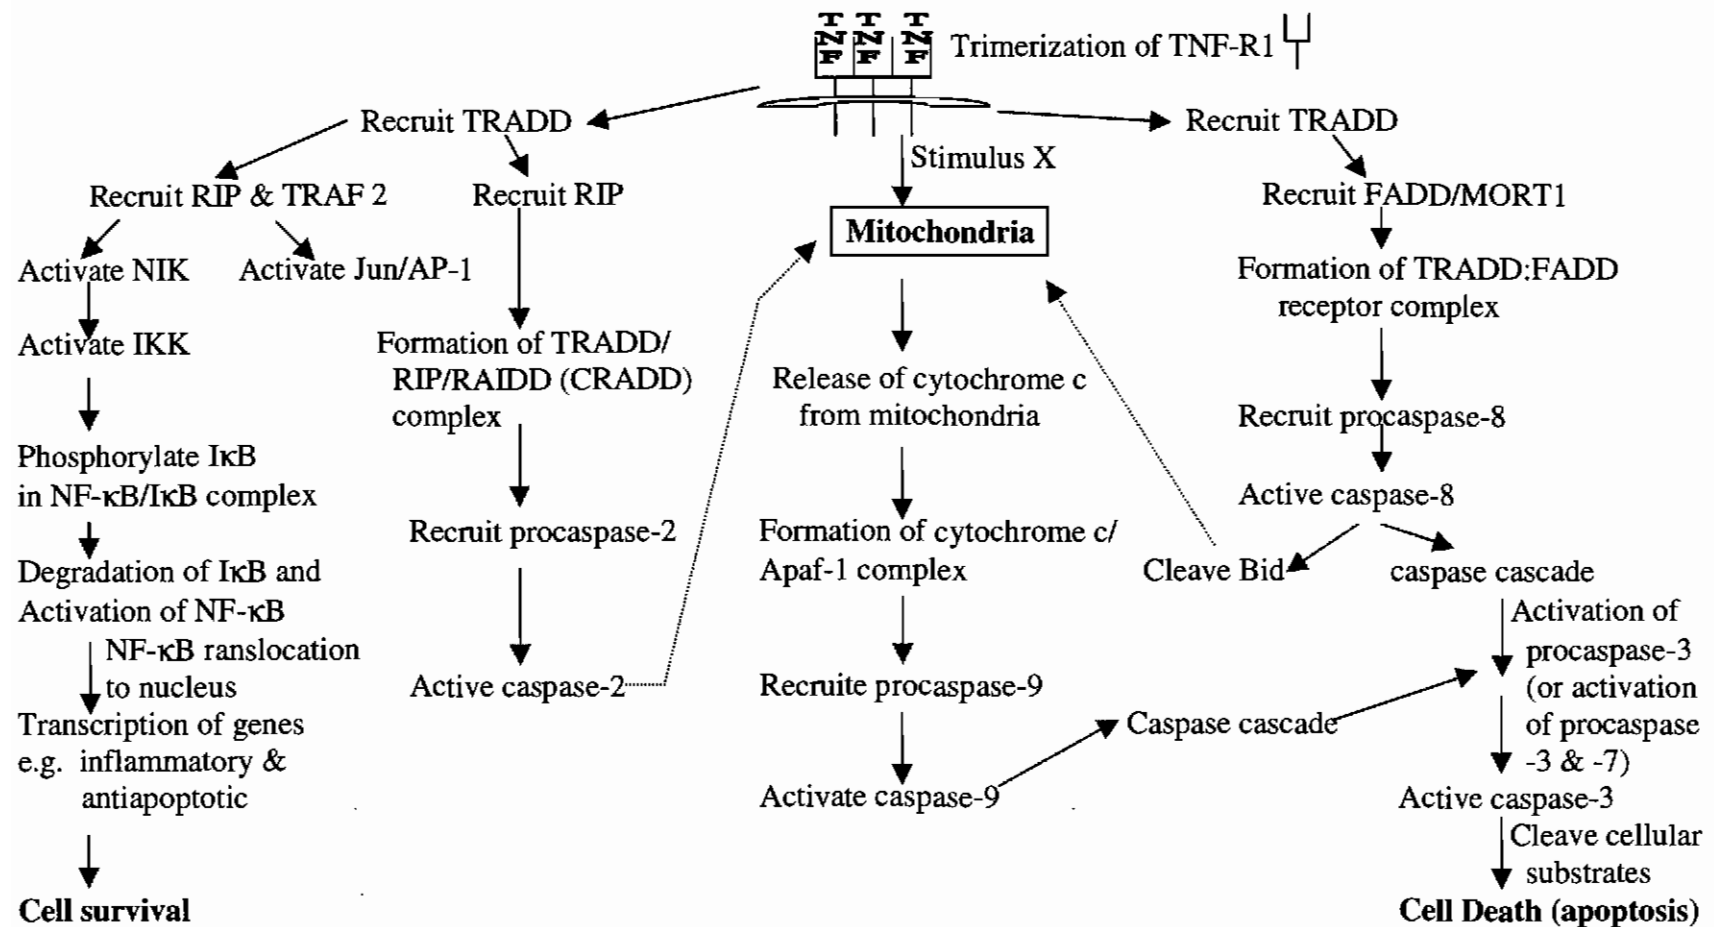 TNF TNF TNF
Trimerization of TNF-R1
Recruit TRADD
Recruit RIP & TRAF 2
Activate NIK
Activate Jun/AP-1
Activate IKK
Phosphorylate IκB
in NF-κB/IκB complex
Degradation of IκB and
Activation of NF-κB
NF-κB ranslocation
to nucleus
Transcription of genes
e.g. inflammatory &
antiapoptotic
Cell survival
Recruit RIP
Formation of TRADD/
RIP/RAIDD (CRADD)
complex
Recruit procaspase-2
Active caspase-2
Stimulus X
Mitochondria
Release of cytochrome c
from mitochondria
Formation of cytochrome c/
Apaf-1 complex
Recruite procaspase-9
Activate caspase-9
Caspase cascade
Recruit TRADD
Recruit FADD/MORT1
Formation of TRADD:FADD
receptor complex
Recruit procaspase-8
Active caspase-8
Cleave Bid
caspase cascade
Activation of
procaspase-3
(or activation
of procaspase
-3 & -7)
Active caspase-3
Cleave cellular
substrates
Cell Death (apoptosis)